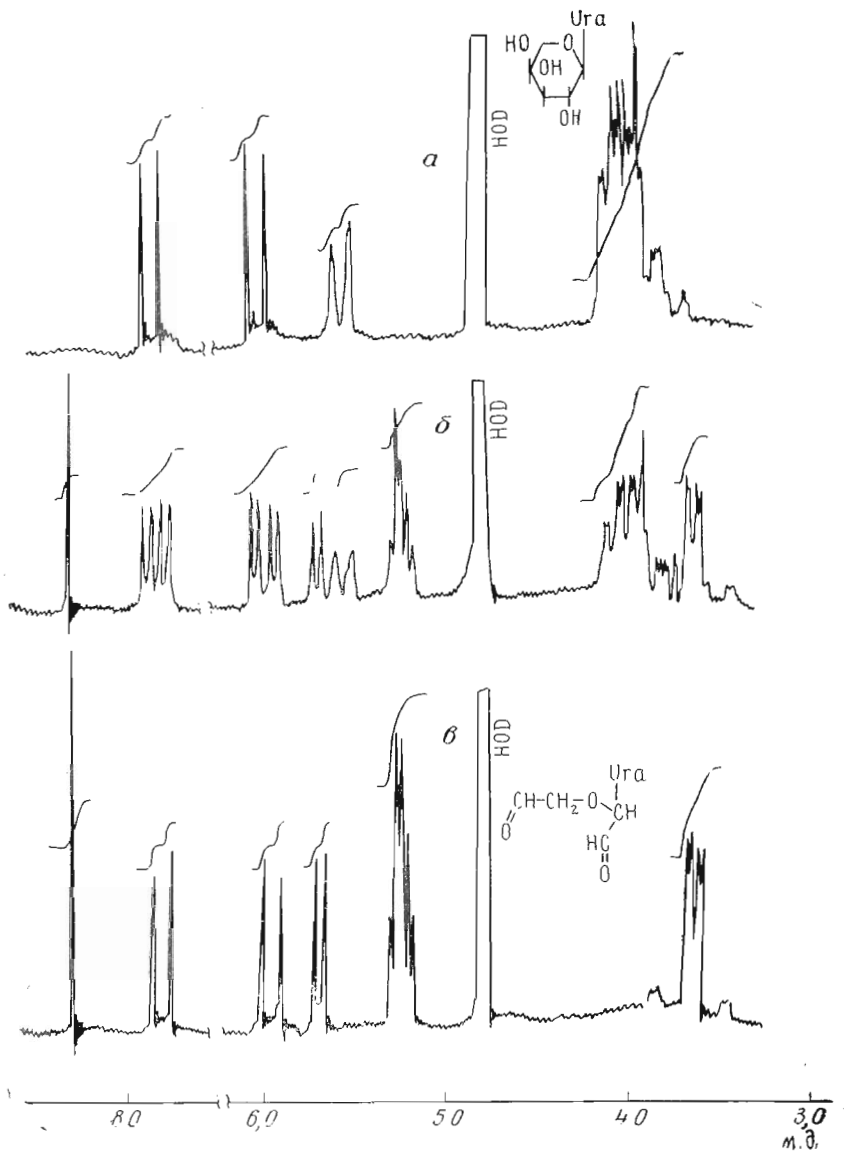 Ura
HO
O
OH
OH
HOD
а
б
HOD
в
HOD
Ura
CH-CH₂-O
CH
O
HC
O
8.0 6,0 5.0 4.0 3,0
м.д.